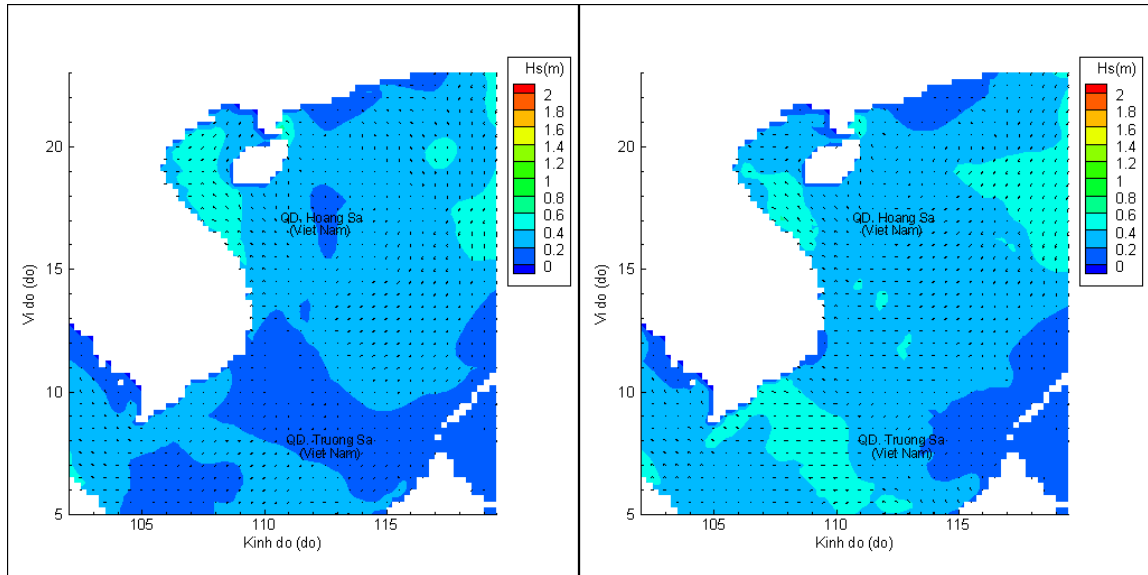 Hs(m)
2
1.8
1.6
1.4
1.2
1
0.8
0.6
0.4
0.2
0
20
15
10
5
Vi do (do)
QD. Hoang Sa
(Viet Nam)
QD. Truong Sa
(Viet Nam)
105
110
115
Kinh do (do)
Hs(m)
2
1.8
1.6
1.4
1.2
1
0.8
0.6
0.4
0.2
0
20
15
10
5
Vi do (do)
QD. Hoang Sa
(Viet Nam)
QD. Truong Sa
(Viet Nam)
105
110
115
Kinh do (do)